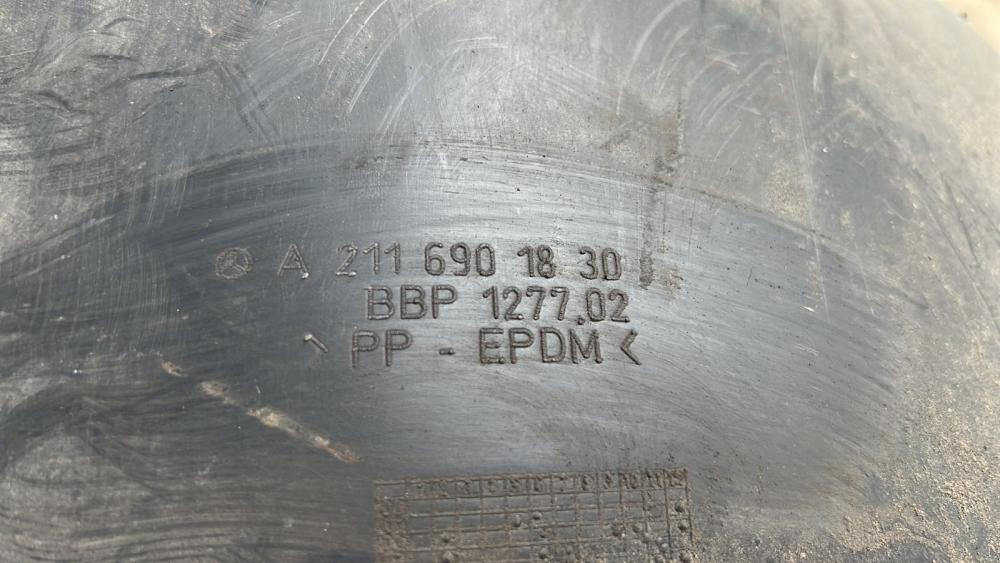 A 211 690 18 30
BBP 1277.02
> PP - EPDM <